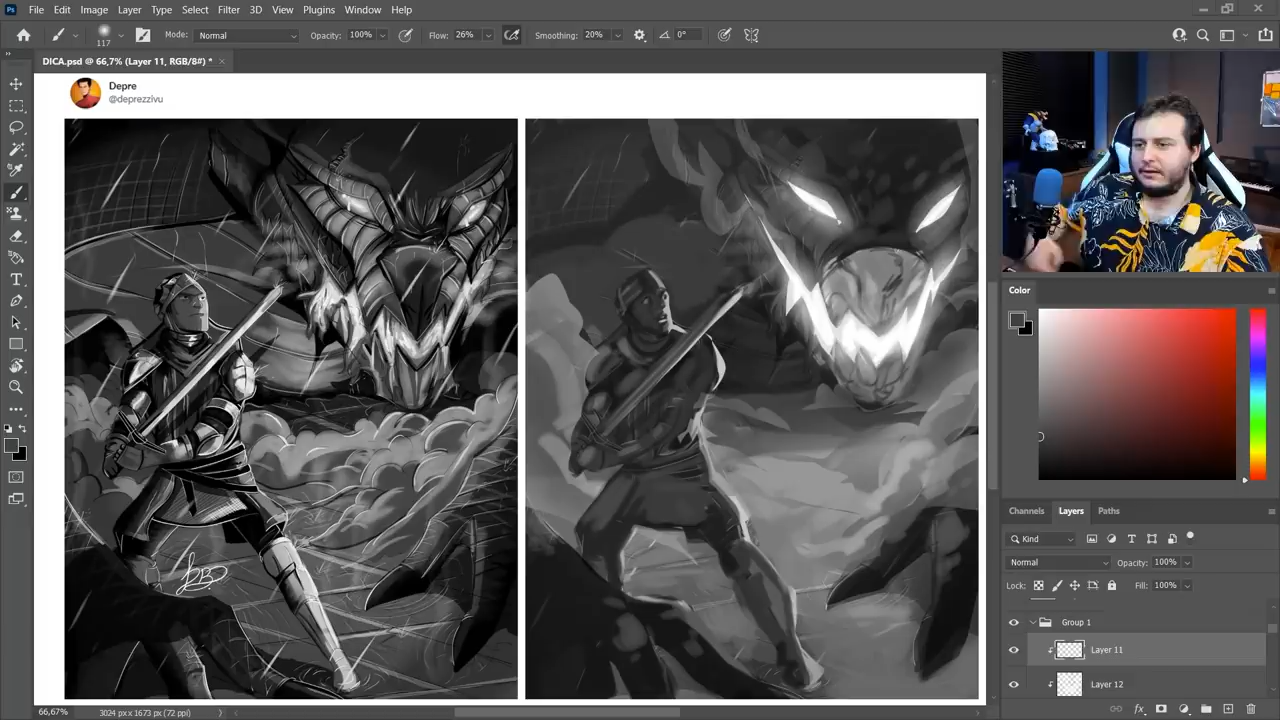 File Edit Image Layer Type Select Filter 3D View Plugins Window Help
117 Mode: Normal Opacity: 100% Flow: 26% Smoothing: 20% 0°
DICA.psd @ 66,7% (Layer 11, RGB/8#) *
Depre
@deprezzivu
Color
Channels Layers Paths
Kind
Normal Opacity: 100%
Lock: Fill: 100%
Group 1
Layer 11
Layer 12
66,67% 3024 px x 1673 px (72 ppi)